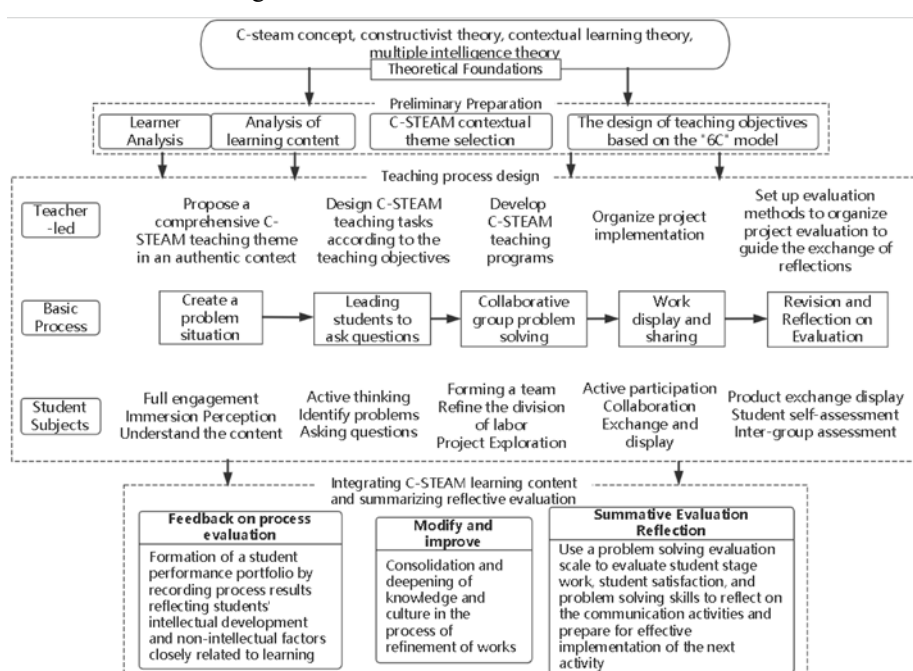 C-steam concept, constructivist theory, contextual learning theory,
multiple intelligence theory
Theoretical Foundations
Preliminary Preparation
Learner
Analysis
Analysis of
learning content
C-STEAM contextual
theme selection
The design of teaching objectives
based on the "6C" model
Teaching process design
Teacher
-led
Propose a
comprehensive C-
STEAM teaching theme
in an authentic context
Design C-STEAM
teaching tasks
according to the
teaching objectives
Develop
C-STEAM
teaching
programs
Organize project
implementation
Set up evaluation
methods to organize
project evaluation to
guide the exchange of
reflections
Basic
Process
Create a
problem
situation
Leading
students to
ask questions
Collaborative
group problem
solving
Work
display and
sharing
Revision and
Reflection on
Evaluation
Student
Subjects
Full engagement
Immersion Perception
Understand the content
Active thinking
Identify problems
Asking questions
Forming a team
Refine the division
of labor
Project Exploration
Active participation
Collaboration
Exchange and
display
Product exchange display
Student self-assessment
Inter-group assessment
Integrating C-STEAM learning content
and summarizing reflective evaluation
Feedback on process
evaluation
Formation of a student
performance portfolio by
recording process results
reflecting students'
intellectual development
and non-intellectual factors
closely related to learning
Modify and
improve
Consolidation and
deepening of
knowledge and
culture in the
process of
refinement of works
Summative Evaluation
Reflection
Use a problem solving evaluation
scale to evaluate student stage
work, student satisfaction, and
problem solving skills to reflect on
the communication activities and
prepare for effective
implementation of the next
activity